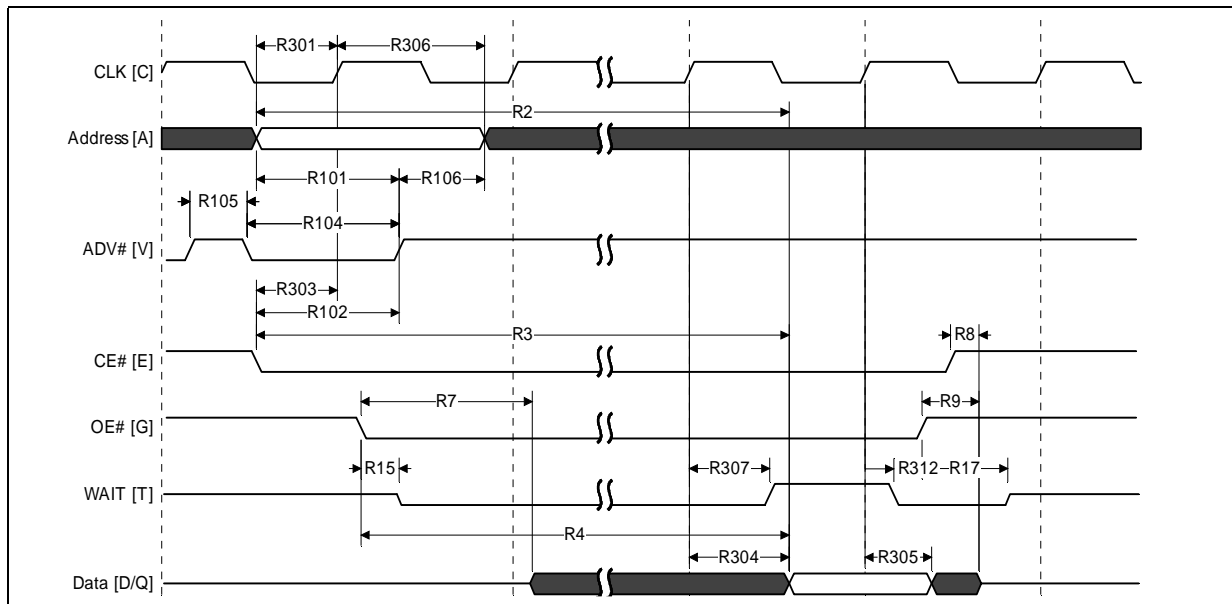 R301
R306
CLK [C]
R2
Address [A]
R101
R106
R105
R104
ADV# [V]
R303
R102
R3
R8
CE# [E]
R7
R9
OE# [G]
R15
R307
R312
R17
WAIT [T]
R4
R304
R305
Data [D/Q]